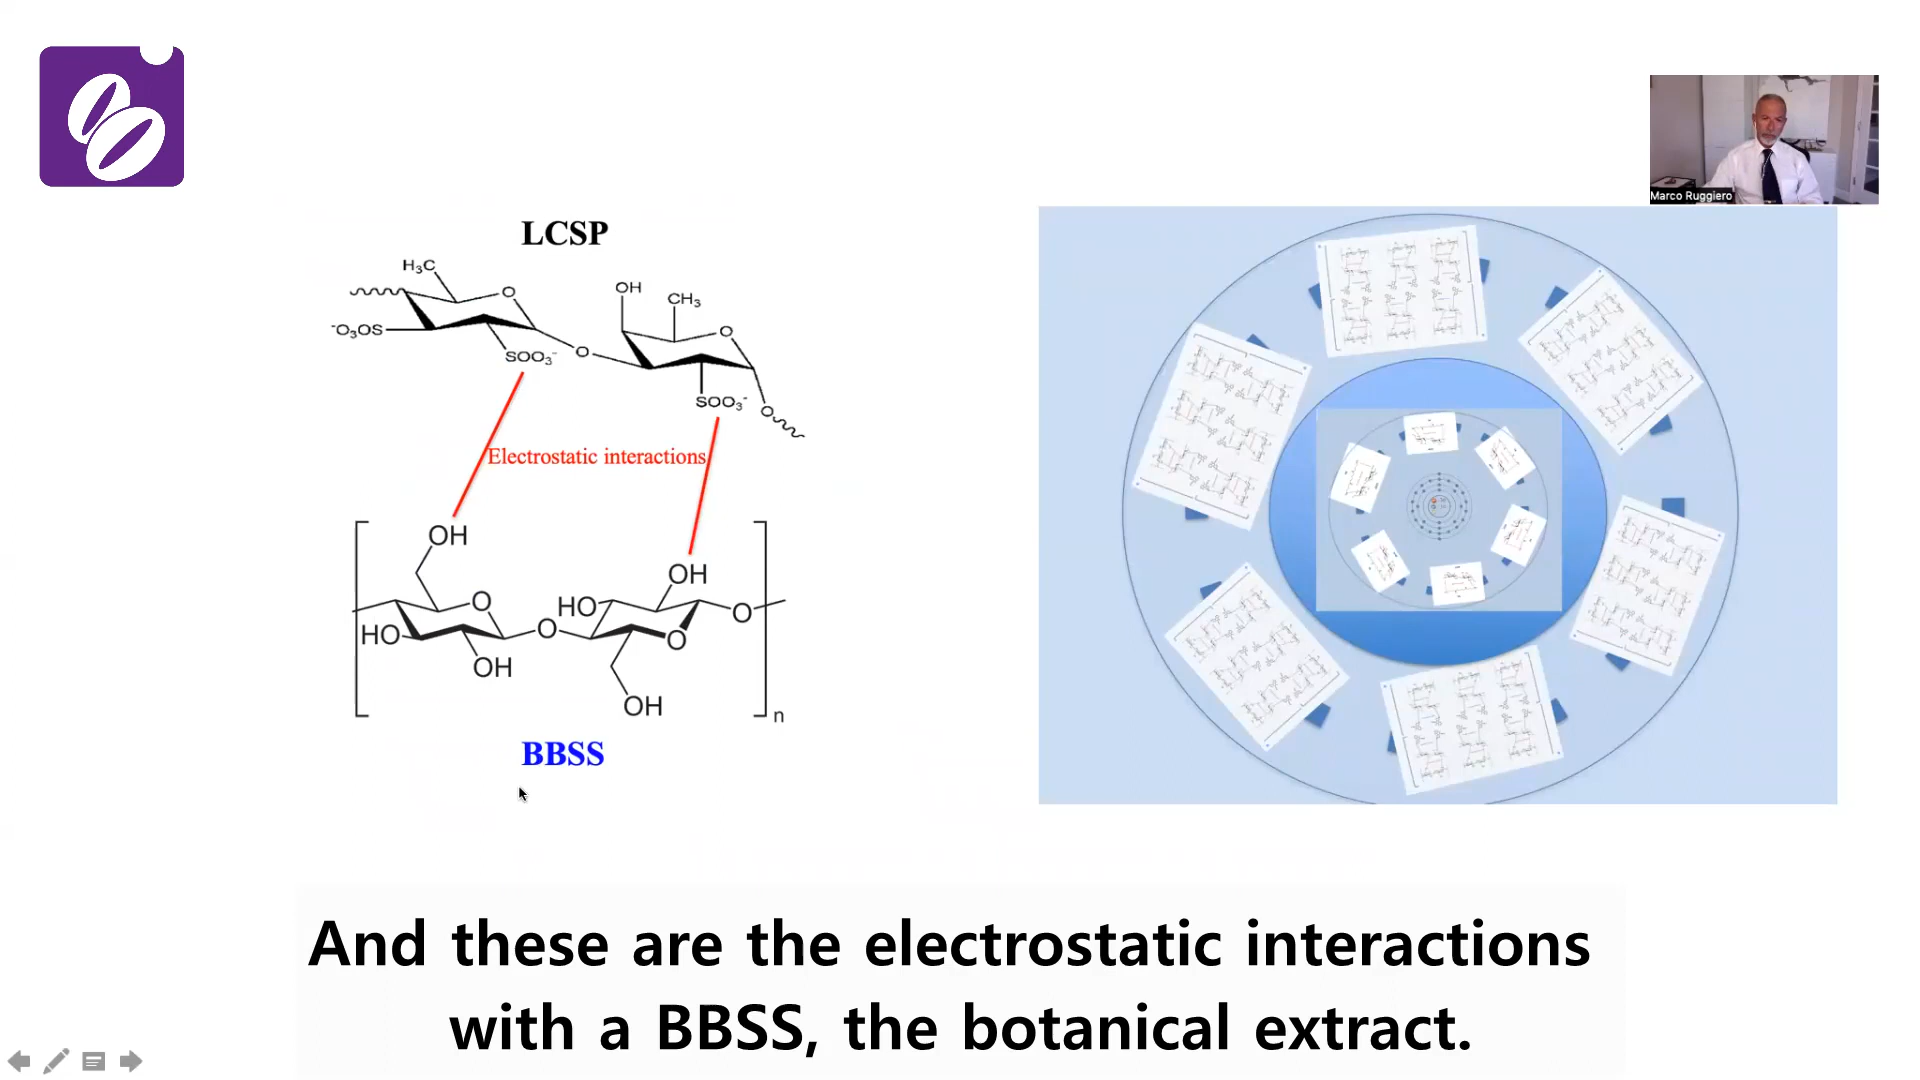 Marco Ruggiero
LCSP
H₃C
O
OH
CH₃
O
⁻O₃OS
SOO₃⁻
O
SOO₃⁻
O
Electrostatic interactions
OH
OH
O
HO
O
HO
O
O
OH
OH
n
BBSS
And these are the electrostatic interactions
with a BBSS, the botanical extract.